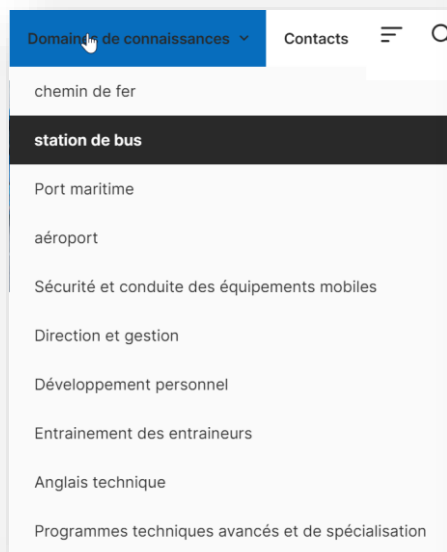 Domaines de connaissances
Contacts
chemin de fer
station de bus
Port maritime
aéroport
Sécurité et conduite des équipements mobiles
Direction et gestion
Développement personnel
Entrainement des entraineurs
Anglais technique
Programmes techniques avancés et de spécialisation